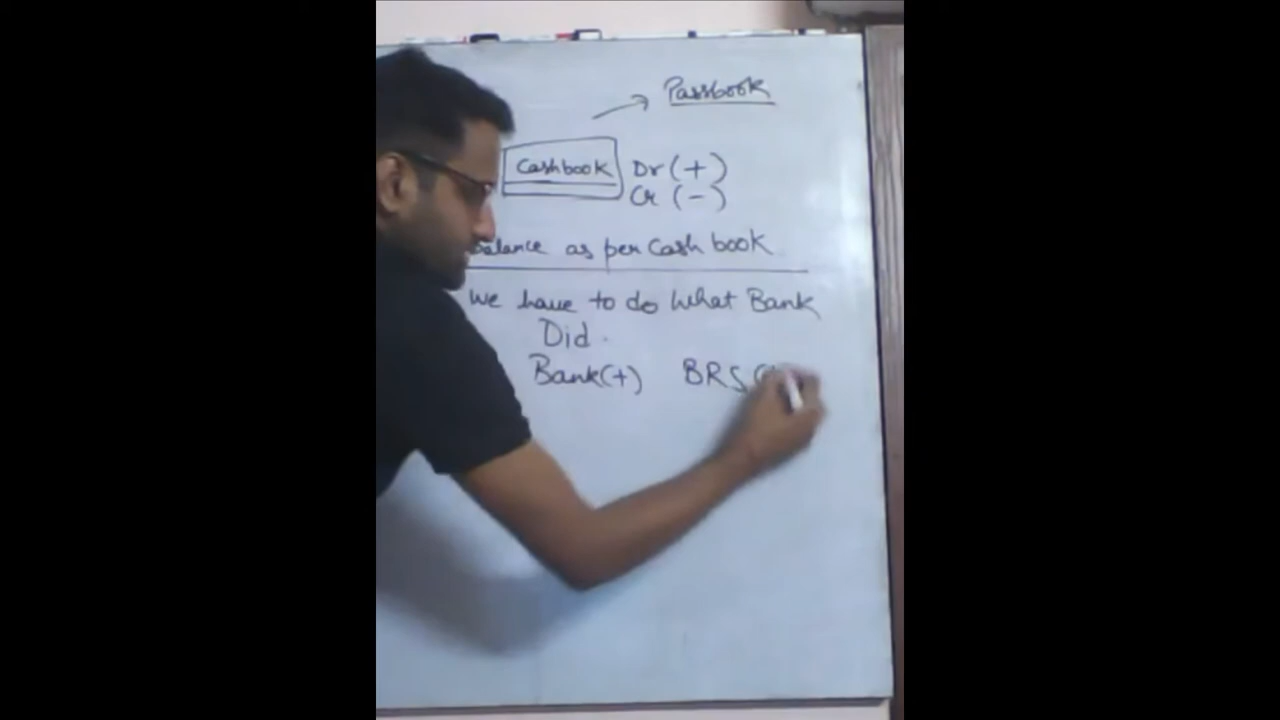 Passbook
Cashbook Dr (+)
Cr (-)
Balance as per Cash book
We have to do What Bank
Did.
Bank(+) BRS (